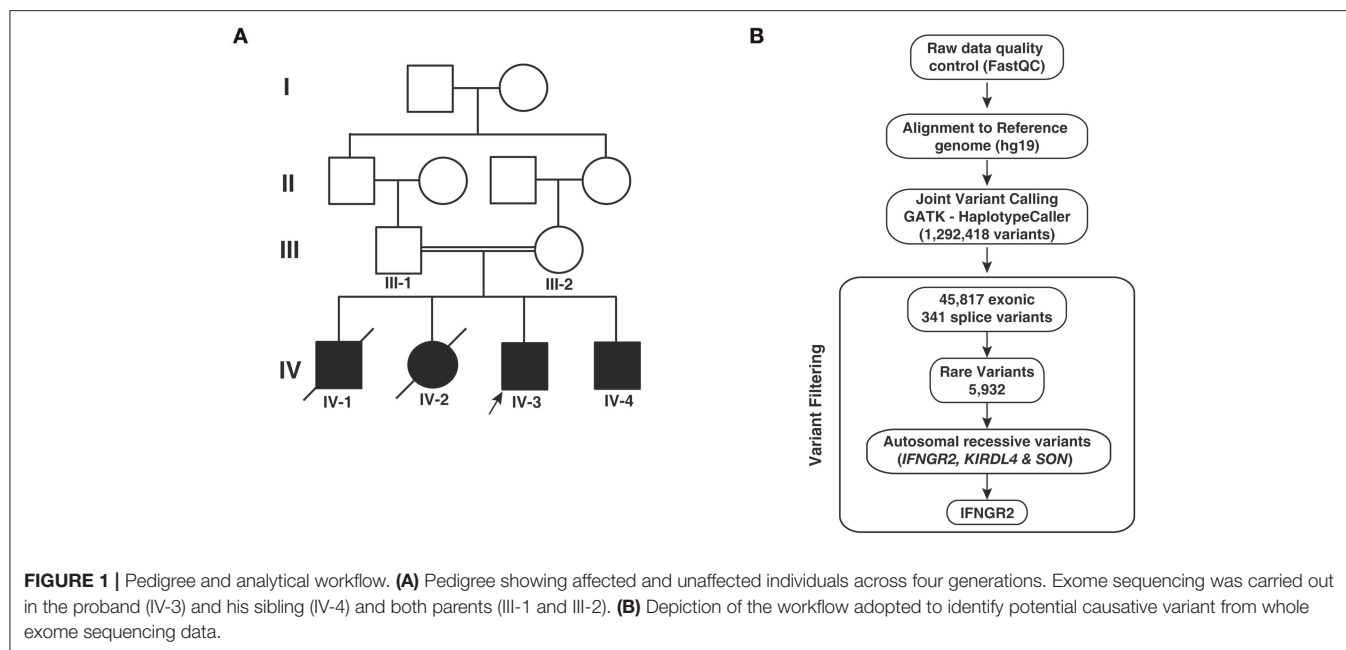 A
I
II
III
III-1
III-2
IV
IV-1
IV-2
IV-3
IV-4
B
Raw data quality
control (FastQC)
Alignment to Reference
genome (hg19)
Joint Variant Calling
GATK - HaplotypeCaller
(1,292,418 variants)
Variant Filtering
45,817 exonic
341 splice variants
Rare Variants
5,932
Autosomal recessive variants
(IFNGR2, KIRDL4 & SON)
IFNGR2
FIGURE 1 | Pedigree and analytical workflow. (A) Pedigree showing affected and unaffected individuals across four generations. Exome sequencing was carried out
in the proband (IV-3) and his sibling (IV-4) and both parents (III-1 and III-2). (B) Depiction of the workflow adopted to identify potential causative variant from whole
exome sequencing data.